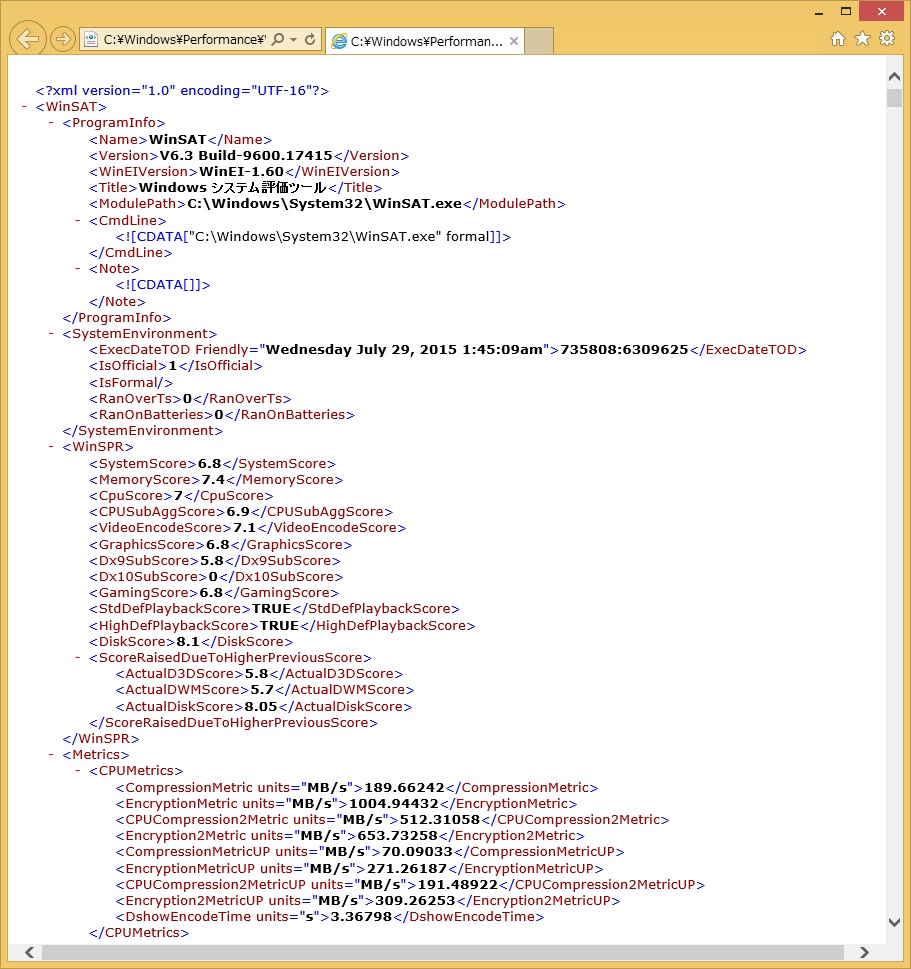 C:¥Windows¥Performance¥
C:¥Windows¥Performan...
<?xml version="1.0" encoding="UTF-16"?>
- <WinSAT>
- <ProgramInfo>
<Name>WinSAT</Name>
<Version>V6.3 Build-9600.17415</Version>
<WinEIVersion>WinEI-1.60</WinEIVersion>
<Title>Windows システム評価ツール</Title>
<ModulePath>C:\Windows\System32\WinSAT.exe</ModulePath>
- <CmdLine>
<![CDATA["C:\Windows\System32\WinSAT.exe" formal]]>
</CmdLine>
- <Note>
<![CDATA[]]>
</Note>
</ProgramInfo>
- <SystemEnvironment>
<ExecDateTOD Friendly="Wednesday July 29, 2015 1:45:09am">735808:6309625</ExecDateTOD>
<IsOfficial>1</IsOfficial>
<IsFormal/>
<RanOverTs>0</RanOverTs>
<RanOnBatteries>0</RanOnBatteries>
</SystemEnvironment>
- <WinSPR>
<SystemScore>6.8</SystemScore>
<MemoryScore>7.4</MemoryScore>
<CpuScore>7</CpuScore>
<CPUSubAggScore>6.9</CPUSubAggScore>
<VideoEncodeScore>7.1</VideoEncodeScore>
<GraphicsScore>6.8</GraphicsScore>
<Dx9SubScore>5.8</Dx9SubScore>
<Dx10SubScore>0</Dx10SubScore>
<GamingScore>6.8</GamingScore>
<StdDefPlaybackScore>TRUE</StdDefPlaybackScore>
<HighDefPlaybackScore>TRUE</HighDefPlaybackScore>
<DiskScore>8.1</DiskScore>
- <ScoreRaisedDueToHigherPreviousScore>
<ActualD3DScore>5.8</ActualD3DScore>
<ActualDWMScore>5.7</ActualDWMScore>
<ActualDiskScore>8.05</ActualDiskScore>
</ScoreRaisedDueToHigherPreviousScore>
</WinSPR>
- <Metrics>
- <CPUMetrics>
<CompressionMetric units="MB/s">189.66242</CompressionMetric>
<EncryptionMetric units="MB/s">1004.94432</EncryptionMetric>
<CPUCompression2Metric units="MB/s">512.31058</CPUCompression2Metric>
<Encryption2Metric units="MB/s">653.73258</Encryption2Metric>
<CompressionMetricUP units="MB/s">70.09033</CompressionMetricUP>
<EncryptionMetricUP units="MB/s">271.26187</EncryptionMetricUP>
<CPUCompression2MetricUP units="MB/s">191.48922</CPUCompression2MetricUP>
<Encryption2MetricUP units="MB/s">309.26253</Encryption2MetricUP>
<DshowEncodeTime units="s">3.36798</DshowEncodeTime>
</CPUMetrics>